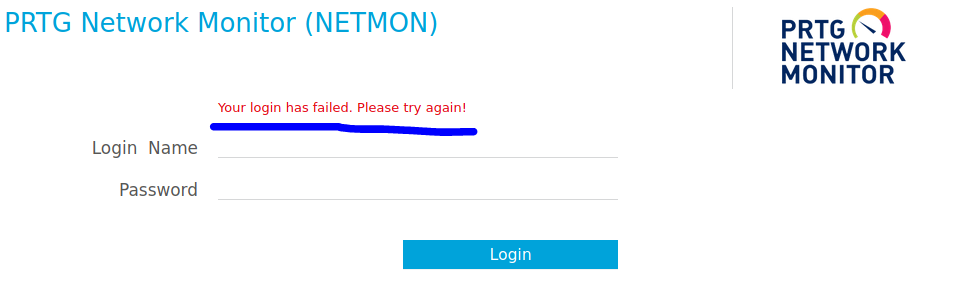 PRTG Network Monitor (NETMON)
PRTG
NETWORK
MONITOR
Your login has failed. Please try again!
Login Name
Password
Login